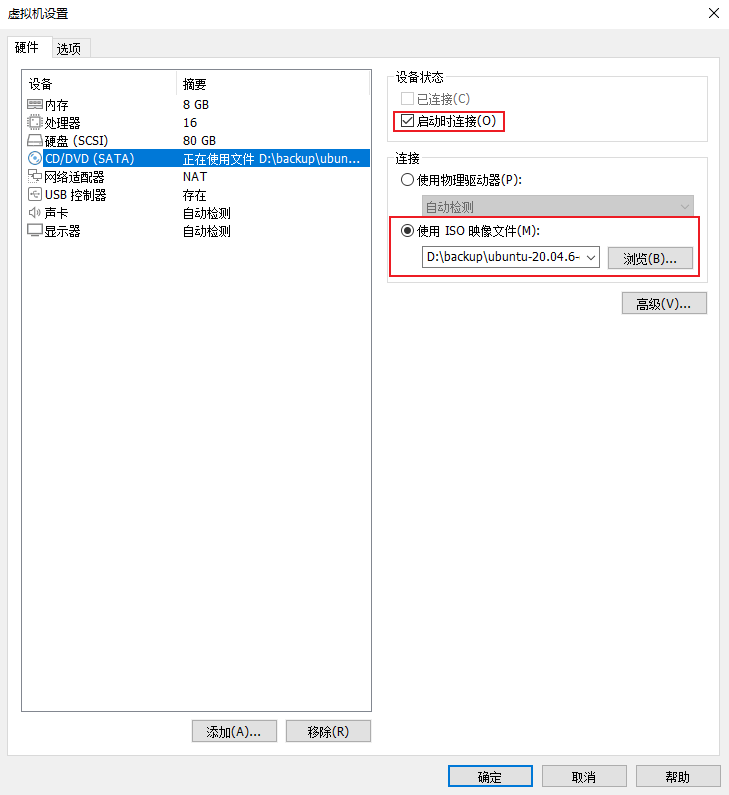 虚拟机设置
硬件 选项
设备 摘要
内存 8 GB
处理器 16
硬盘 (SCSI) 80 GB
CD/DVD (SATA) 正在使用文件 D:\backup\ubun...
网络适配器 NAT
USB 控制器 存在
声卡 自动检测
显示器 自动检测
添加(A)... 移除(R)
设备状态
已连接(C)
启动时连接(O)
连接
使用物理驱动器(P):
自动检测
使用 ISO 映像文件(M):
D:\backup\ubuntu-20.04.6- 浏览(B)...
高级(V)...
确定 取消 帮助